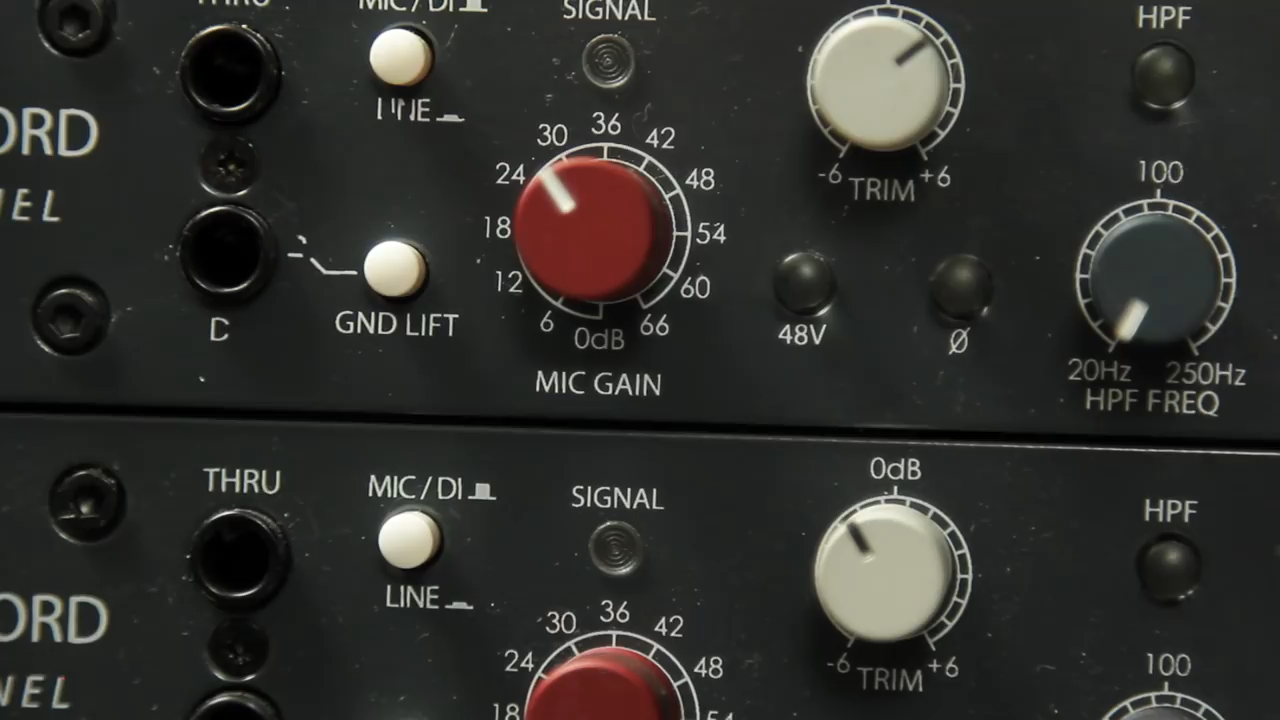 THRU
MIC/DI
SIGNAL
HPF
LINE
ORD
30 36 42
24 48
18 54
12 60
6 0dB 66
MIC GAIN
-6 TRIM +6
100
GND LIFT
48V
Ø
20Hz 250Hz
HPF FREQ
THRU
MIC/DI
SIGNAL
0dB
HPF
LINE
ORD
30 36 42
24 48
18
-6 TRIM +6
100